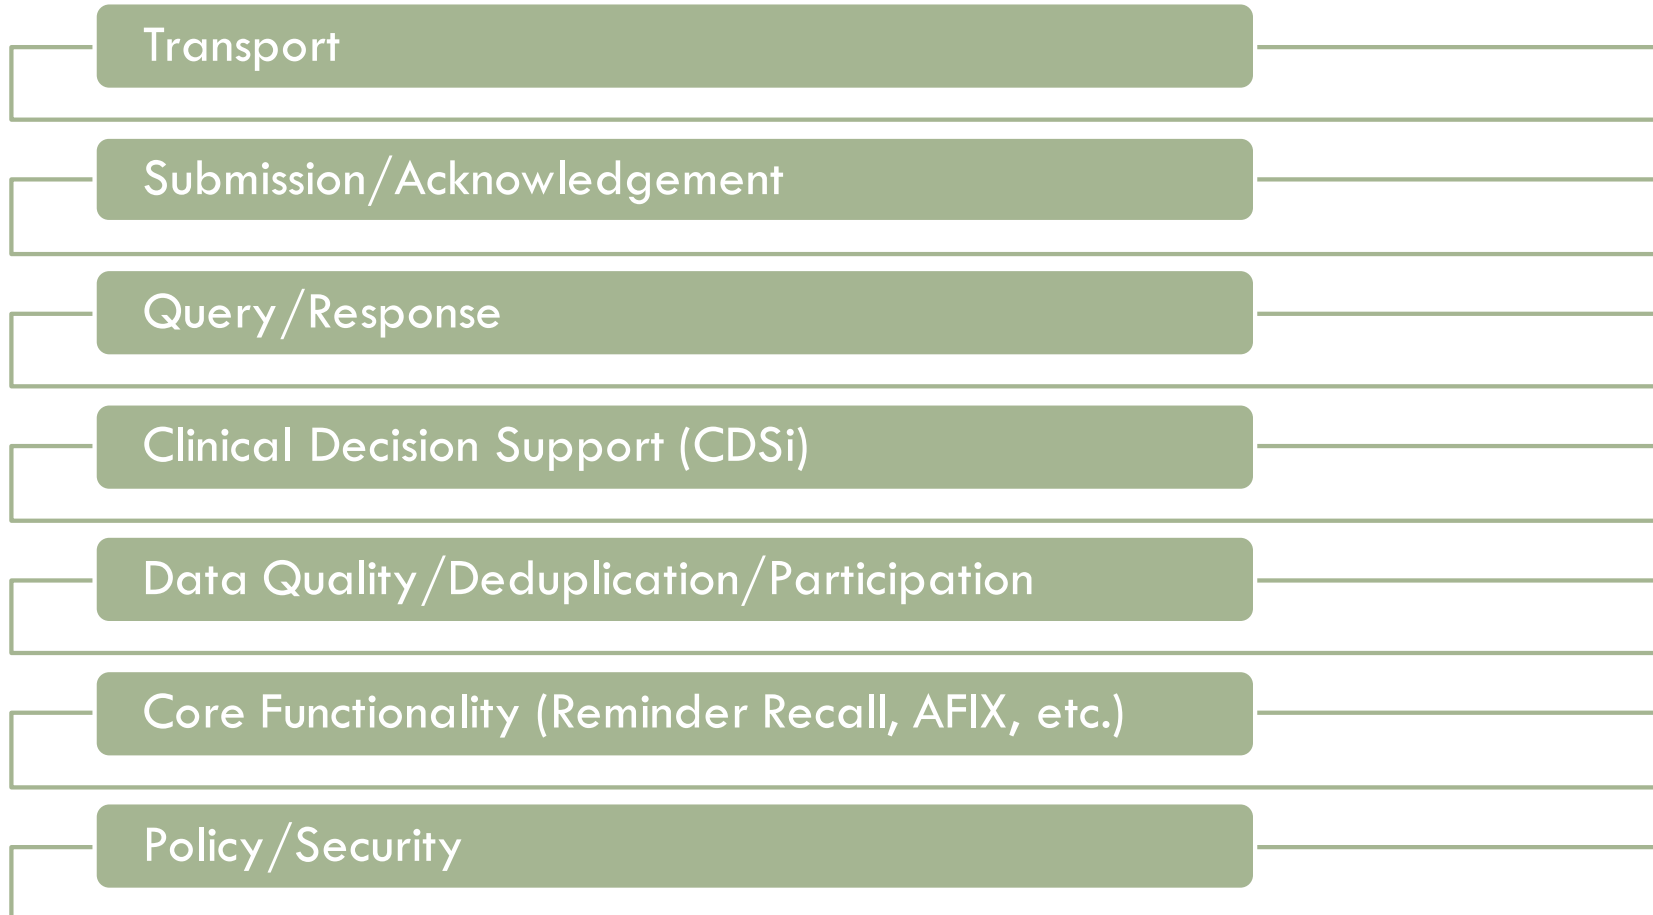 Transport
Submission/Acknowledgement
Query/Response
Clinical Decision Support (CDSi)
Data Quality/Deduplication/Participation
Core Functionality (Reminder Recall, AFIX, etc.)
Policy/Security